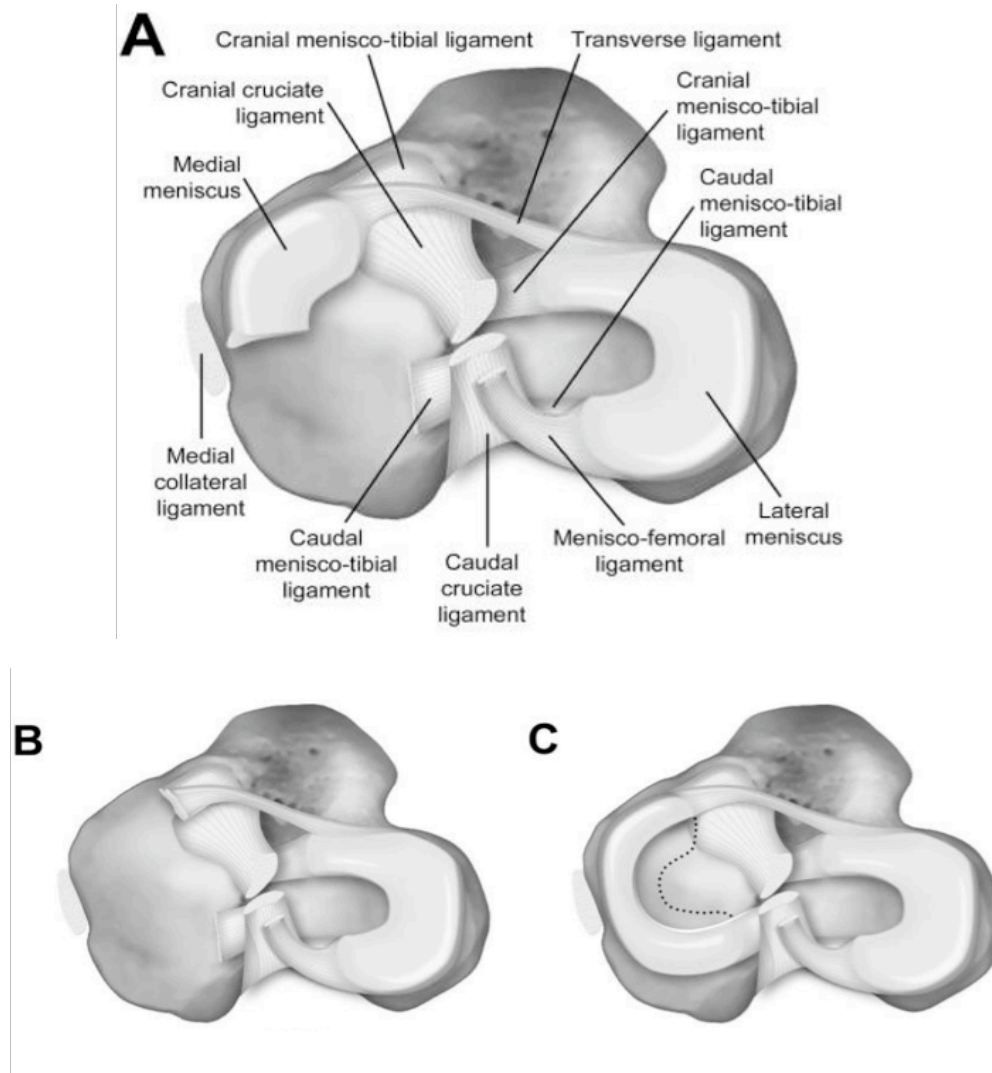 A
Cranial menisco-tibial ligament
Transverse ligament
Cranial cruciate
ligament
Cranial
menisco-tibial
ligament
Medial
meniscus
Caudal
menisco-tibial
ligament
Medial
collateral
ligament
Caudal
menisco-tibial
ligament
Caudal
cruciate
ligament
Menisco-femoral
ligament
Lateral
meniscus
B
C